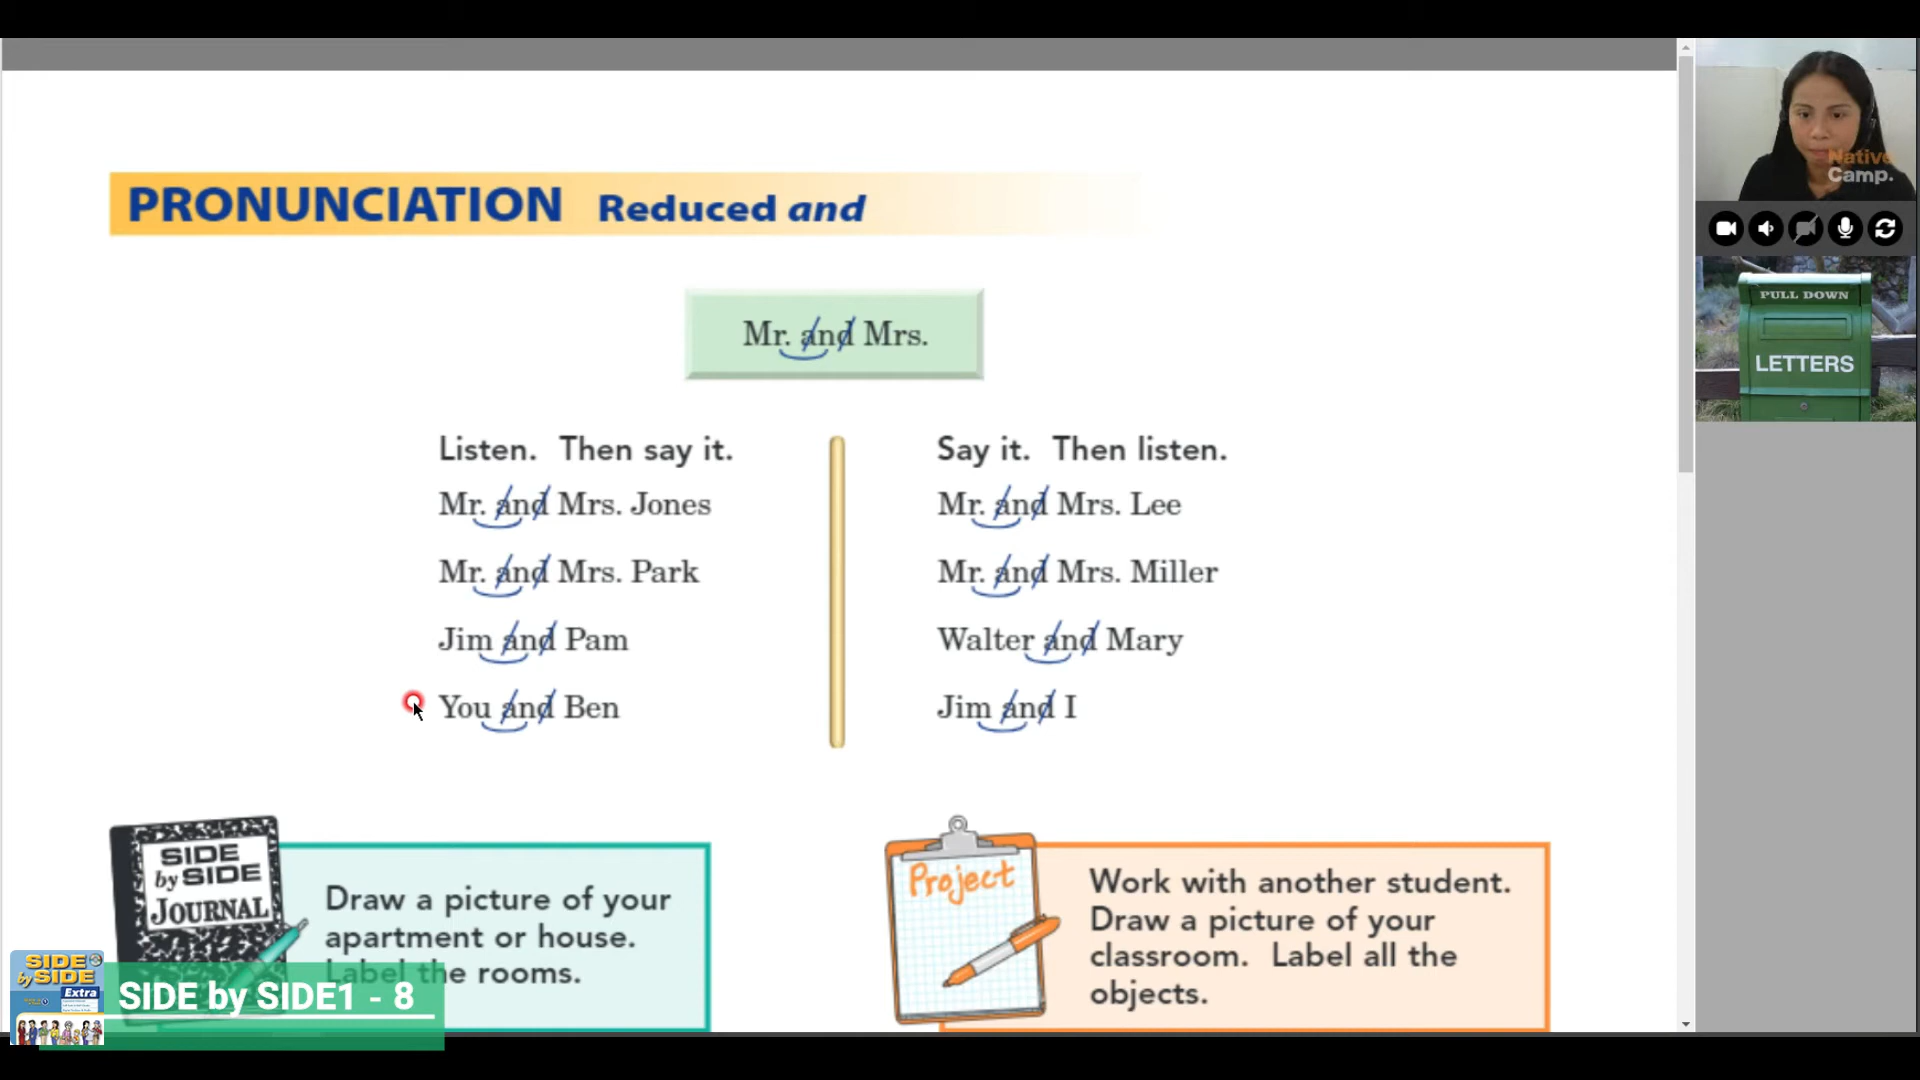 PRONUNCIATION Reduced and
Mr. and Mrs.
Listen. Then say it.
Mr. and Mrs. Jones
Mr. and Mrs. Park
Jim and Pam
You and Ben
Say it. Then listen.
Mr. and Mrs. Lee
Mr. and Mrs. Miller
Walter and Mary
Jim and I
SIDE
by SIDE
JOURNAL
Draw a picture of your
apartment or house.
Label the rooms.
Project
Work with another student.
Draw a picture of your
classroom. Label all the
objects.
SIDE
by SIDE
Extra
SIDE by SIDE1 - 8
Native
Camp.
PULL DOWN
LETTERS